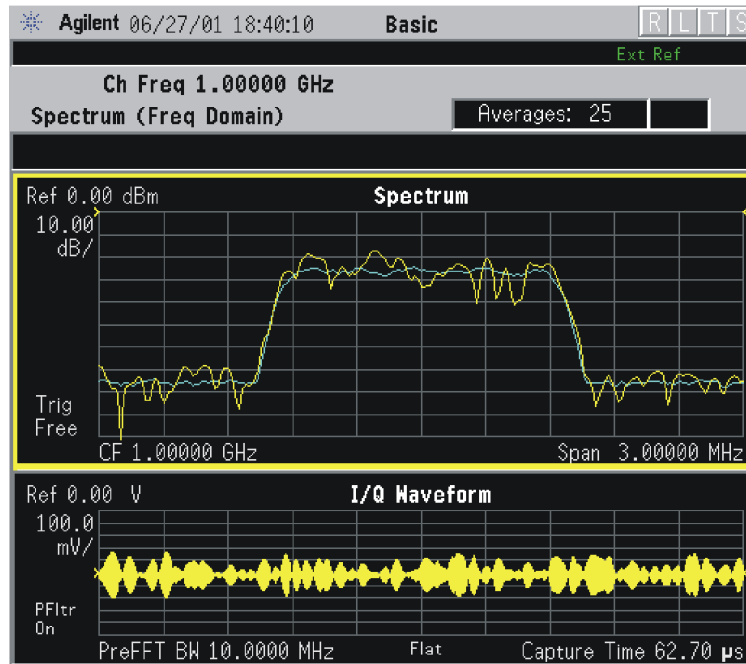 Agilent 06/27/01 18:40:10 Basic R L T S
Ext Ref
Ch Freq 1.00000 GHz
Spectrum (Freq Domain) Averages: 25
Ref 0.00 dBm Spectrum
10.00
dB/
Trig
Free
CF 1.00000 GHz Span 3.00000 MHz
Ref 0.00 V I/Q Waveform
100.0
mV/
PFltr
On
PreFFT BW 10.0000 MHz Flat Capture Time 62.70 µs